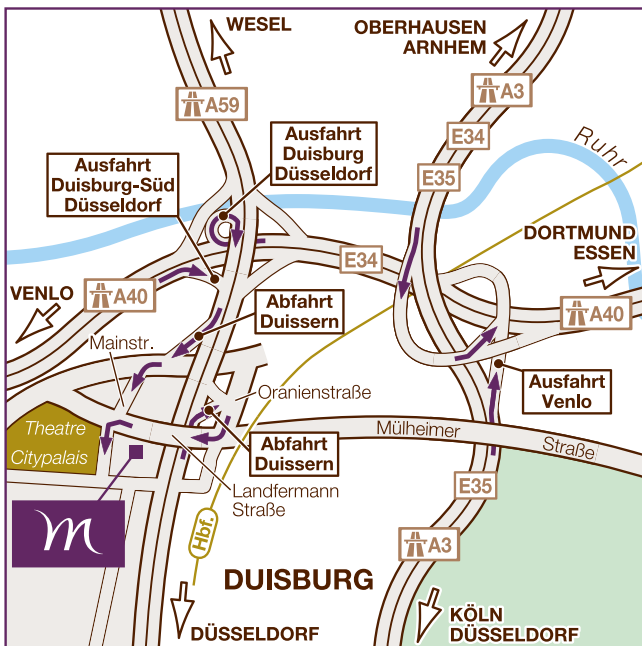 WESEL
OBERHAUSEN
ARNHEM
A59
A3
E34
E35
Ruhr
Ausfahrt
Duisburg
Düsseldorf
Ausfahrt
Duisburg-Süd
Düsseldorf
DORTMUND
ESSEN
E34
VENLO
A40
A40
Abfahrt
Duissern
Mainstr.
Ausfahrt
Venlo
Oranienstraße
Theatre
Citypalais
Abfahrt
Duissern
Mülheimer
Straße
Landfermann
Straße
E35
m
Hbf.
A3
DUISBURG
DÜSSELDORF
KÖLN
DÜSSELDORF